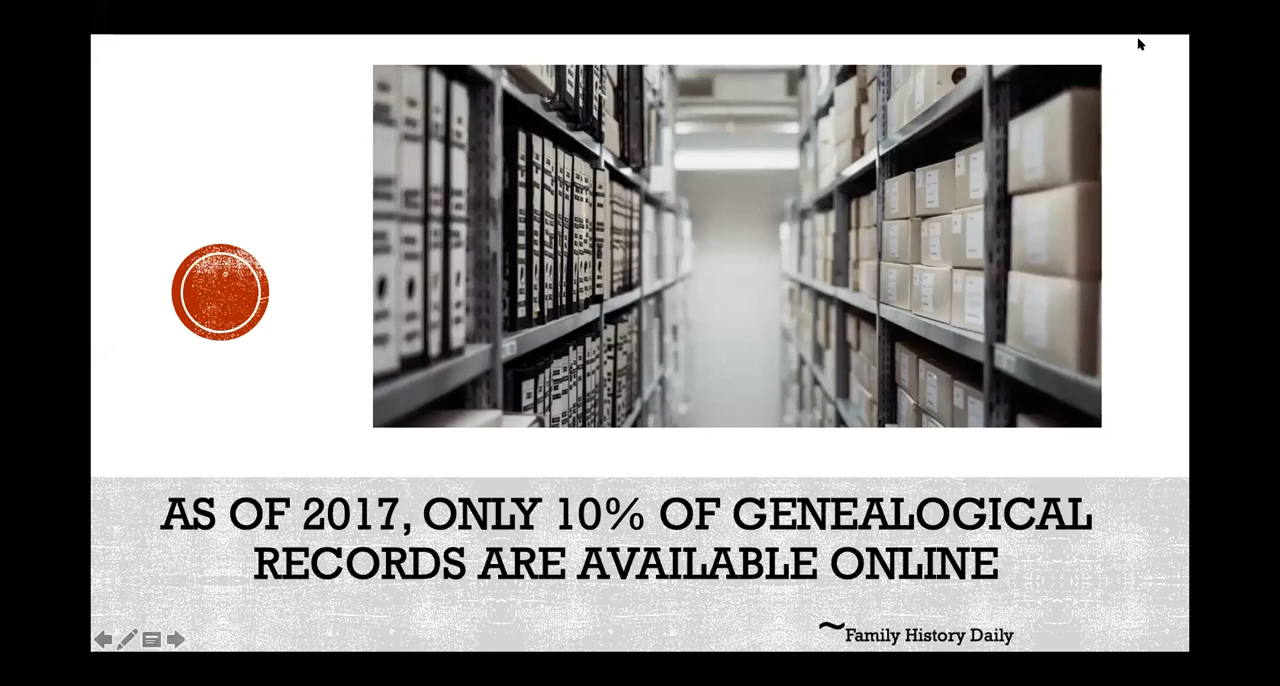 AS OF 2017, ONLY 10% OF GENEALOGICAL
RECORDS ARE AVAILABLE ONLINE
~Family History Daily